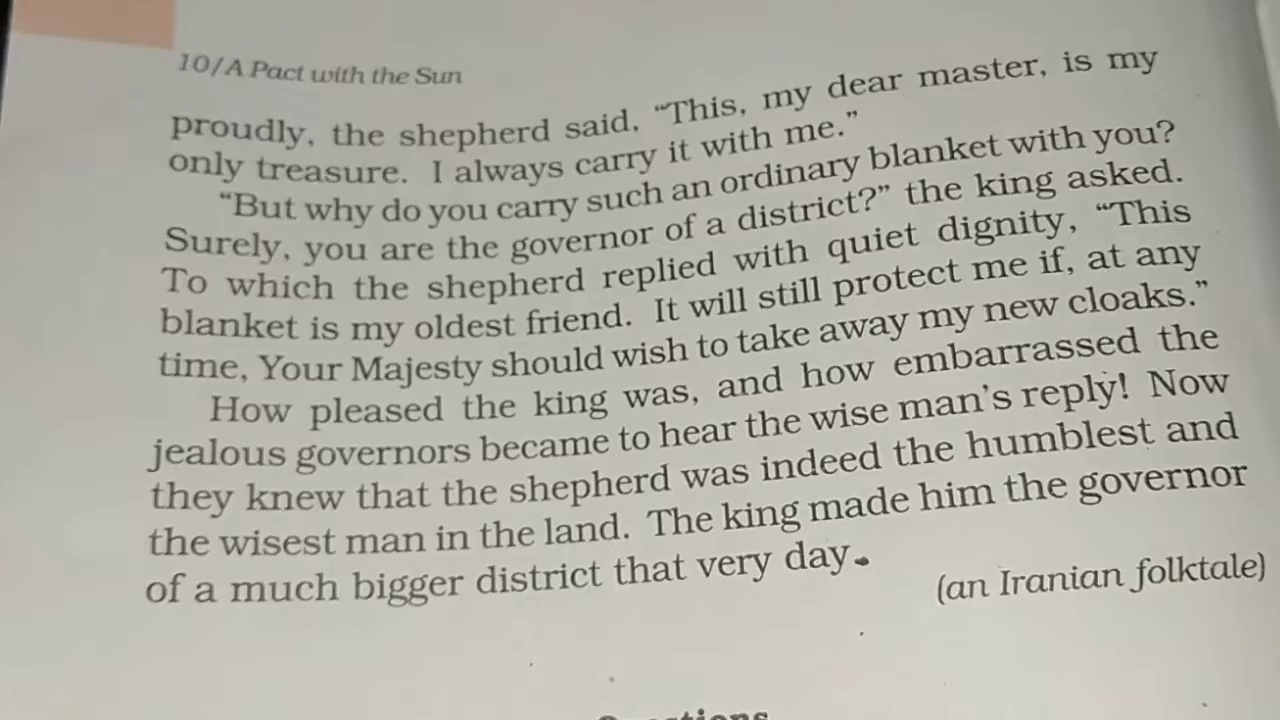 10/A Pact with the Sun
proudly, the shepherd said, “This, my dear master, is my
only treasure. I always carry it with me.”
“But why do you carry such an ordinary blanket with you?
Surely, you are the governor of a district?” the king asked.
To which the shepherd replied with quiet dignity, “This
blanket is my oldest friend. It will still protect me if, at any
time, Your Majesty should wish to take away my new cloaks.”
How pleased the king was, and how embarrassed the
jealous governors became to hear the wise man’s reply! Now
they knew that the shepherd was indeed the humblest and
the wisest man in the land. The king made him the governor
of a much bigger district that very day.
(an Iranian folktale)
Questions